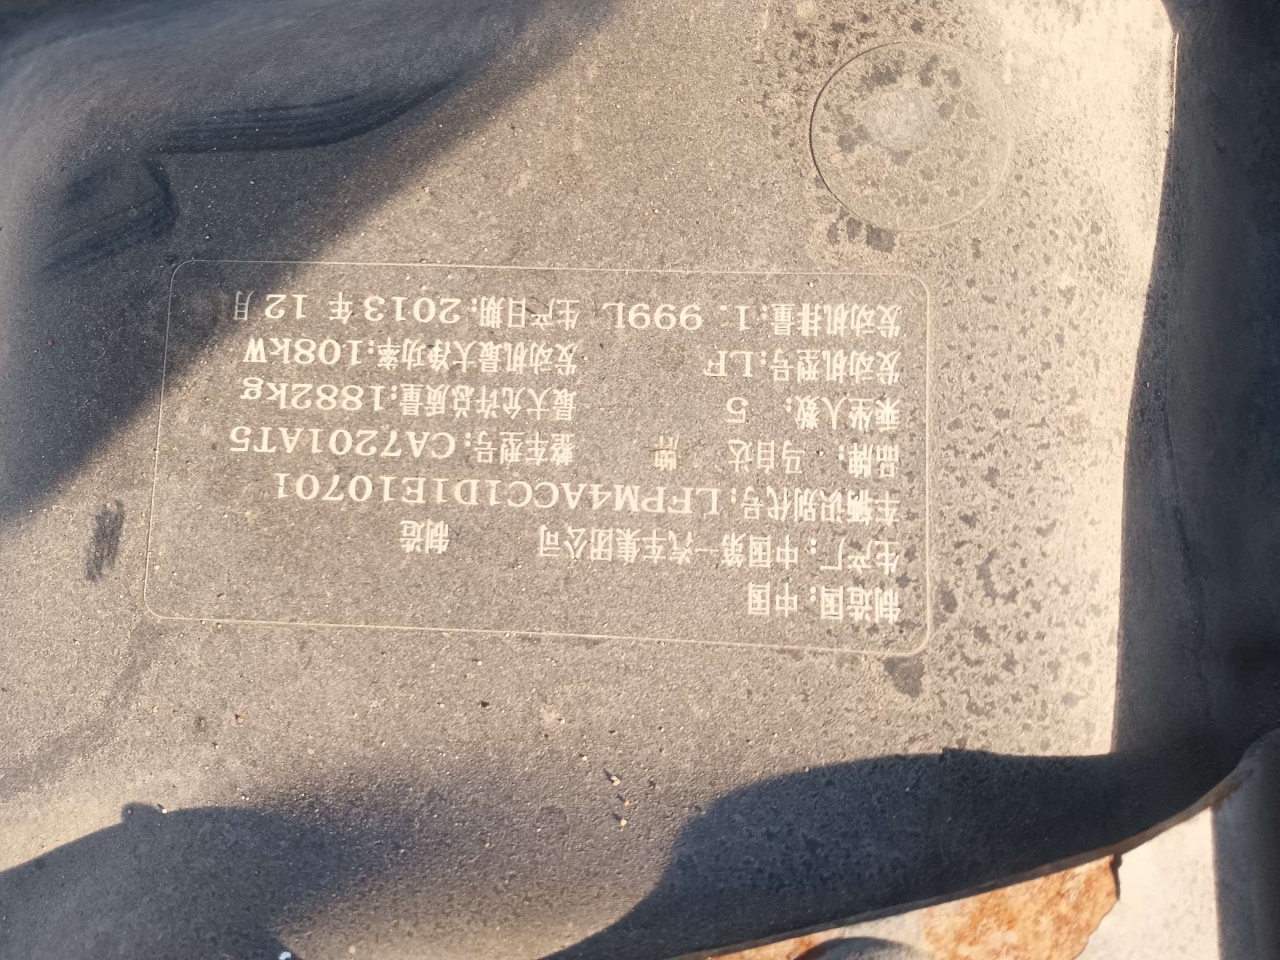 制造国:中国
生产厂:中国第一汽车集团公司 制造
车辆识别代号:LFPM4ACC1D1E10701
品牌: 马自达 牌 整车型号:CA7201AT5
乘坐人数: 5 最大允许总质量:1882kg
发动机型号:LF 发动机最大净功率:108kW
发动机排量:1.999L 生产日期:2013年12月